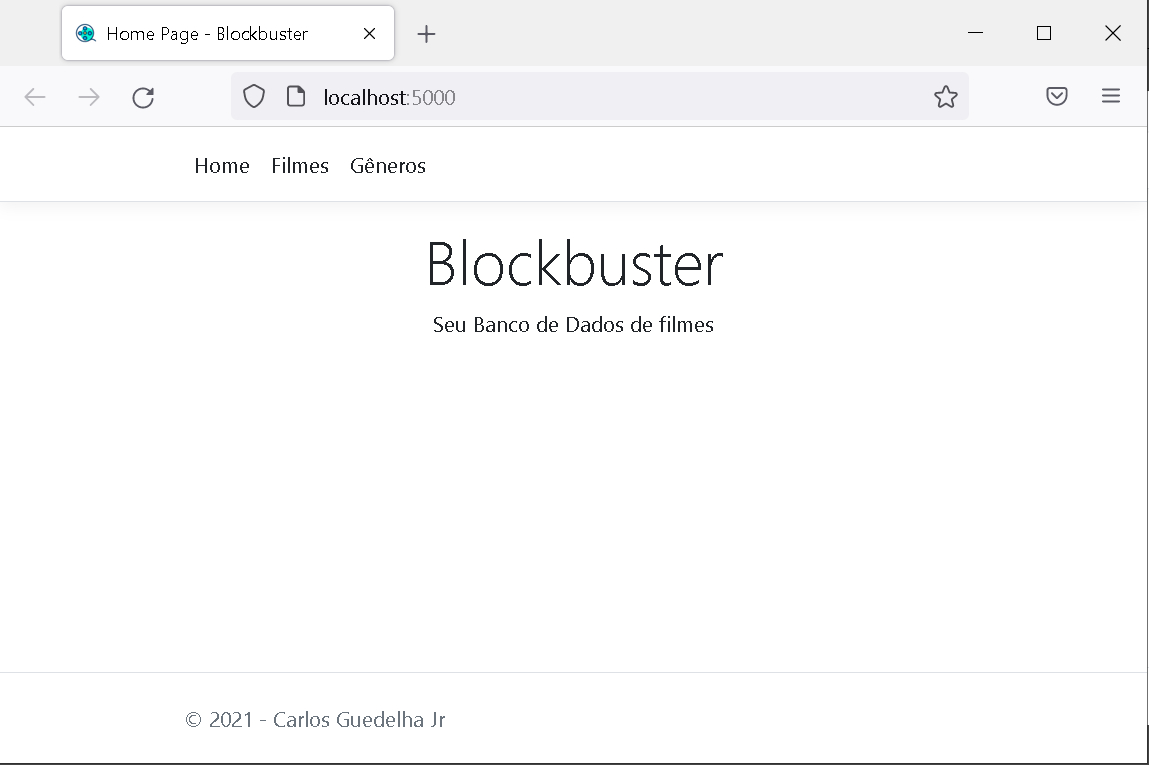 Home Page - Blockbuster
localhost:5000
Home Filmes Gêneros
Blockbuster
Seu Banco de Dados de filmes
© 2021 - Carlos Guedelha Jr